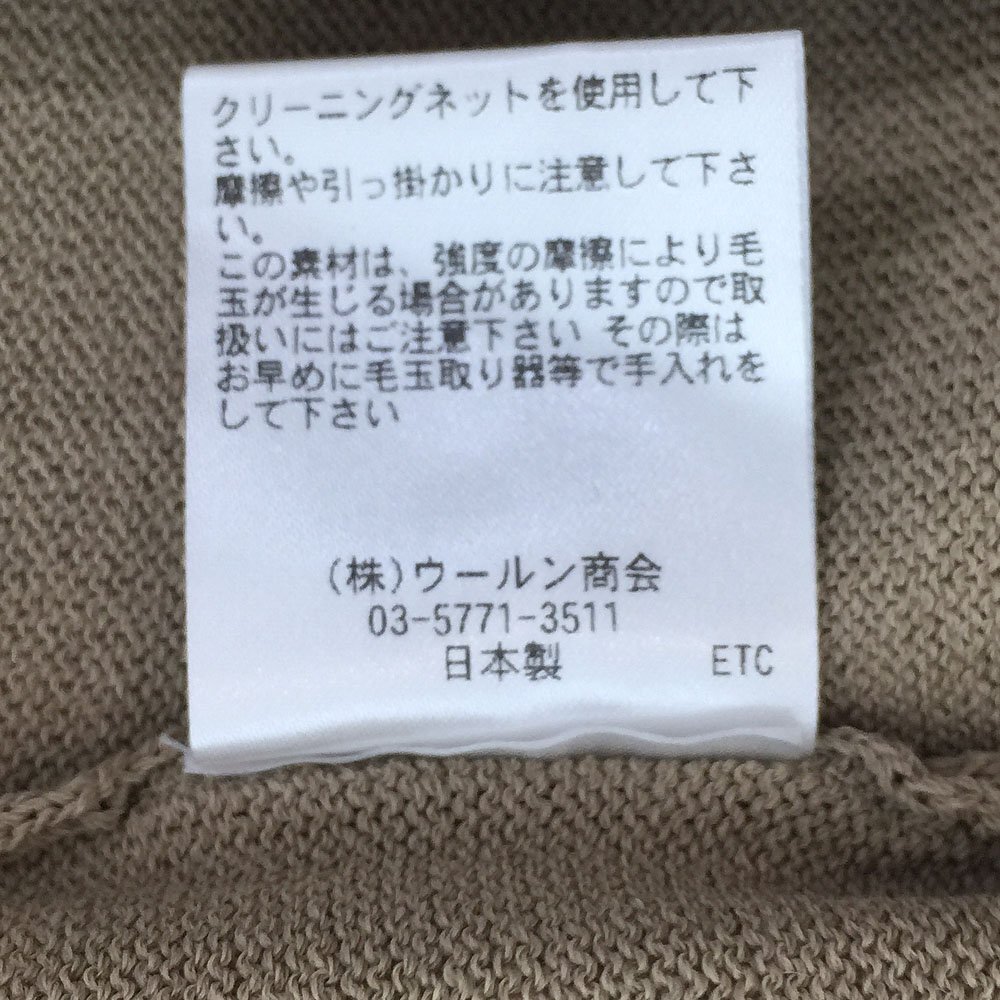 クリーニングネットを使用して下
さい。
摩擦や引っ掛かりに注意して下さ
い。
この素材は、強度の摩擦により毛
玉が生じる場合がありますので取
扱いにはご注意下さい その際は
お早めに毛玉取り器等で手入れを
して下さい
(株)ウールン商会
03-5771-3511
日本製 ETC